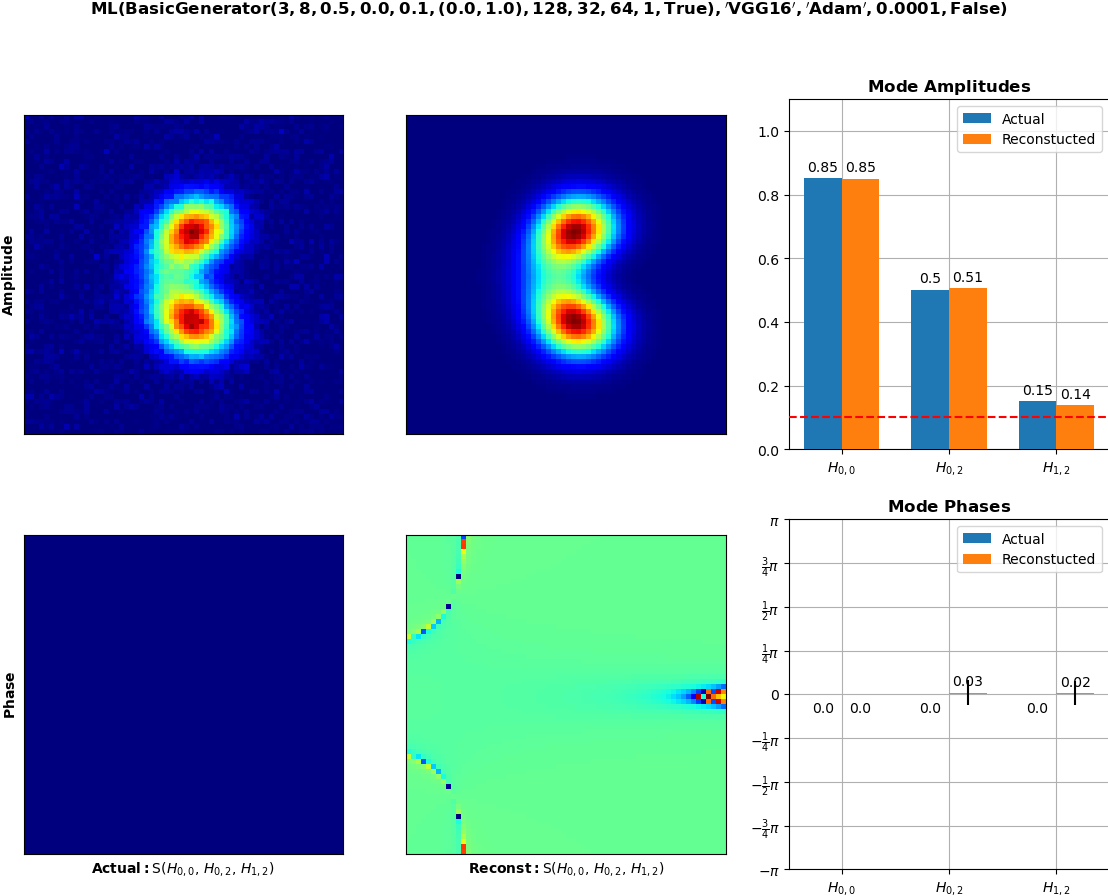 ML(BasicGenerator(3, 8, 0.5, 0.0, 0.1, (0.0, 1.0), 128, 32, 64, 1, True), ′VGG16′, ′Adam′, 0.0001, False)
Amplitude
Mode Amplitudes
Actual
Reconstucted
1.0
0.8
0.6
0.4
0.2
0.0
0.85 0.85
0.5 0.51
0.15 0.14
H0,0 H0,2 H1,2
Phase
Actual: S(H0,0, H0,2, H1,2)
Reconst: S(H0,0, H0,2, H1,2)
Mode Phases
Actual
Reconstucted
π
3/4π
1/2π
1/4π
0
−1/4π
−1/2π
−3/4π
−π
0.0 0.0
0.0 0.03
0.0 0.02
H0,0 H0,2 H1,2